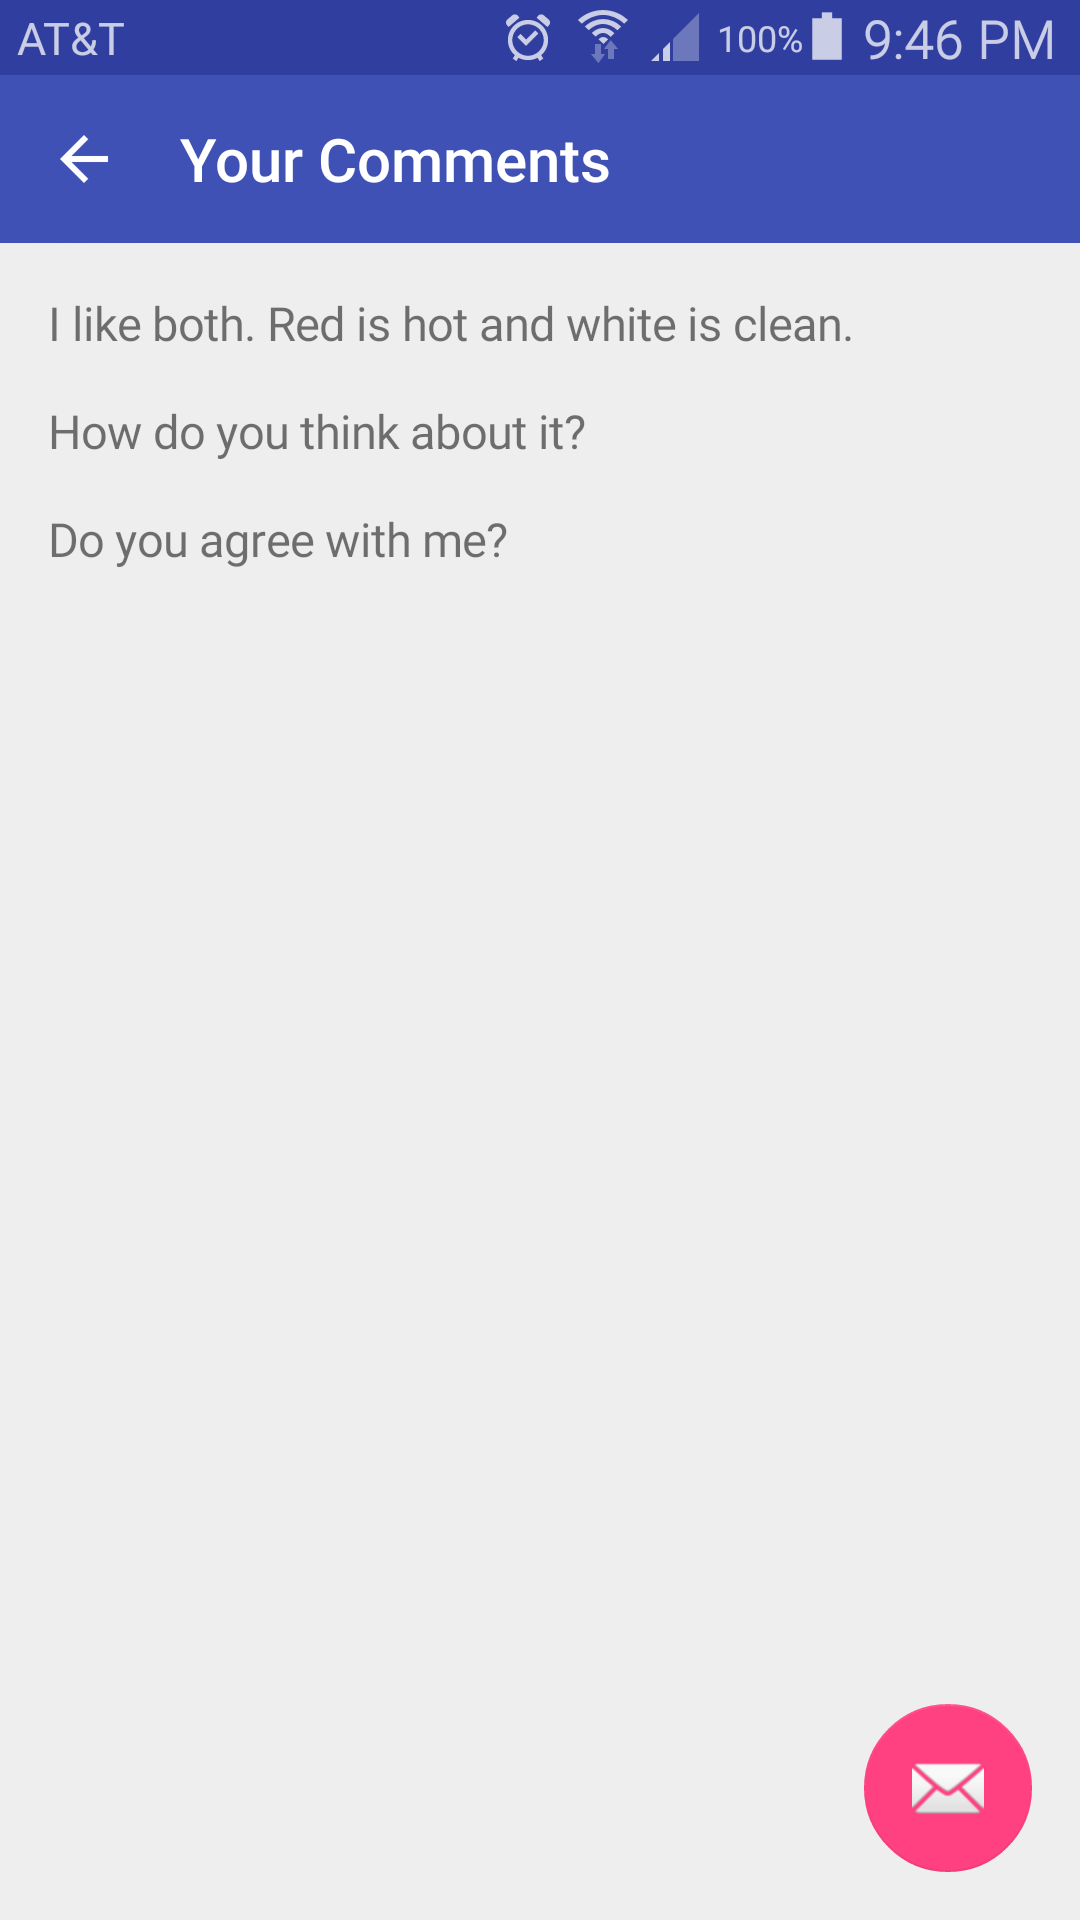 AT&T 100% 9:46 PM
Your Comments
I like both. Red is hot and white is clean.
How do you think about it?
Do you agree with me?